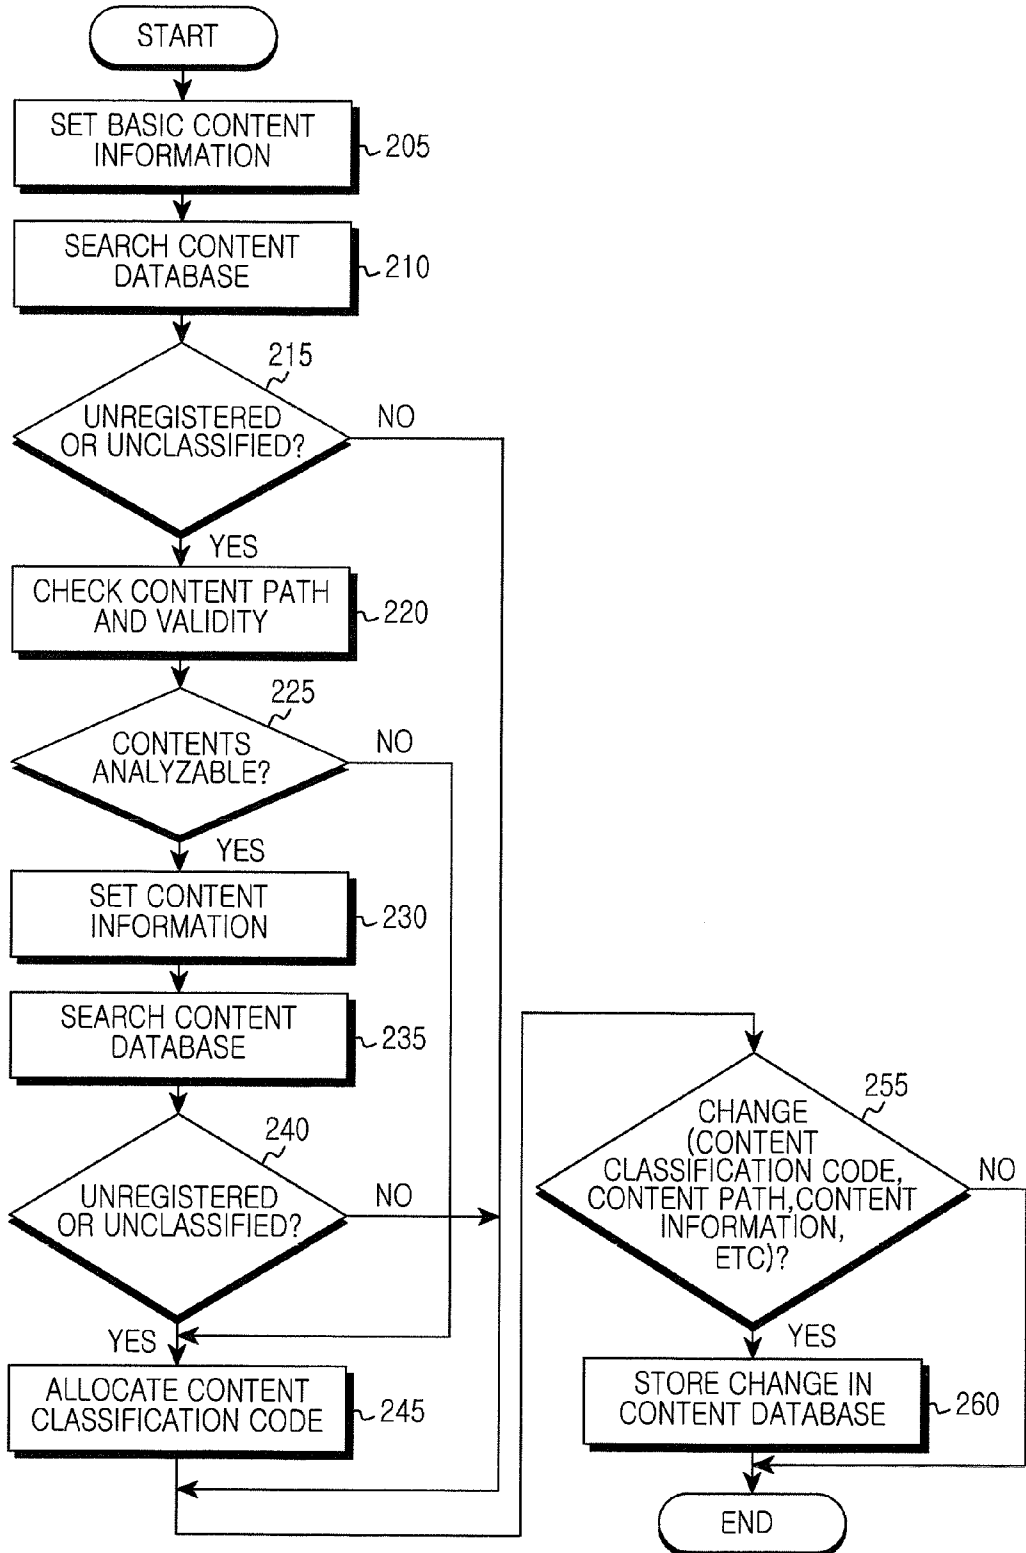 START
SET BASIC CONTENT
INFORMATION
205
SEARCH CONTENT
DATABASE
210
215
UNREGISTERED
OR UNCLASSIFIED?
NO
YES
CHECK CONTENT PATH
AND VALIDITY
220
225
CONTENTS
ANALYZABLE?
NO
YES
SET CONTENT
INFORMATION
230
SEARCH CONTENT
DATABASE
235
240
UNREGISTERED
OR UNCLASSIFIED?
NO
YES
ALLOCATE CONTENT
CLASSIFICATION CODE
245
255
CHANGE
(CONTENT
CLASSIFICATION CODE,
CONTENT PATH,CONTENT
INFORMATION,
ETC)?
NO
YES
STORE CHANGE IN
CONTENT DATABASE
260
END